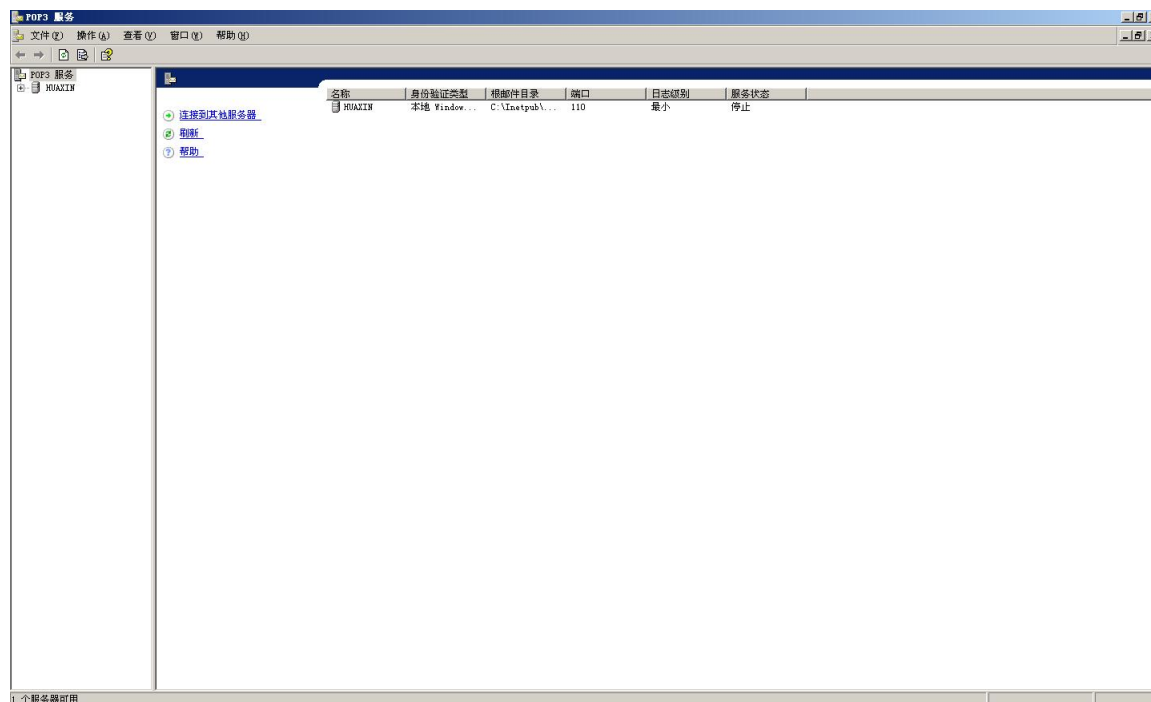 POP3 服务
文件(F) 操作(A) 查看(V) 窗口(W) 帮助(H)
POP3 服务
HUAXIN
连接到其他服务器
刷新
帮助
名称 身份验证类型 根邮件目录 端口 日志级别 服务状态
HUAXIN 本地 Window... C:\Inetpub\... 110 最小 停止
1 个服务器可用